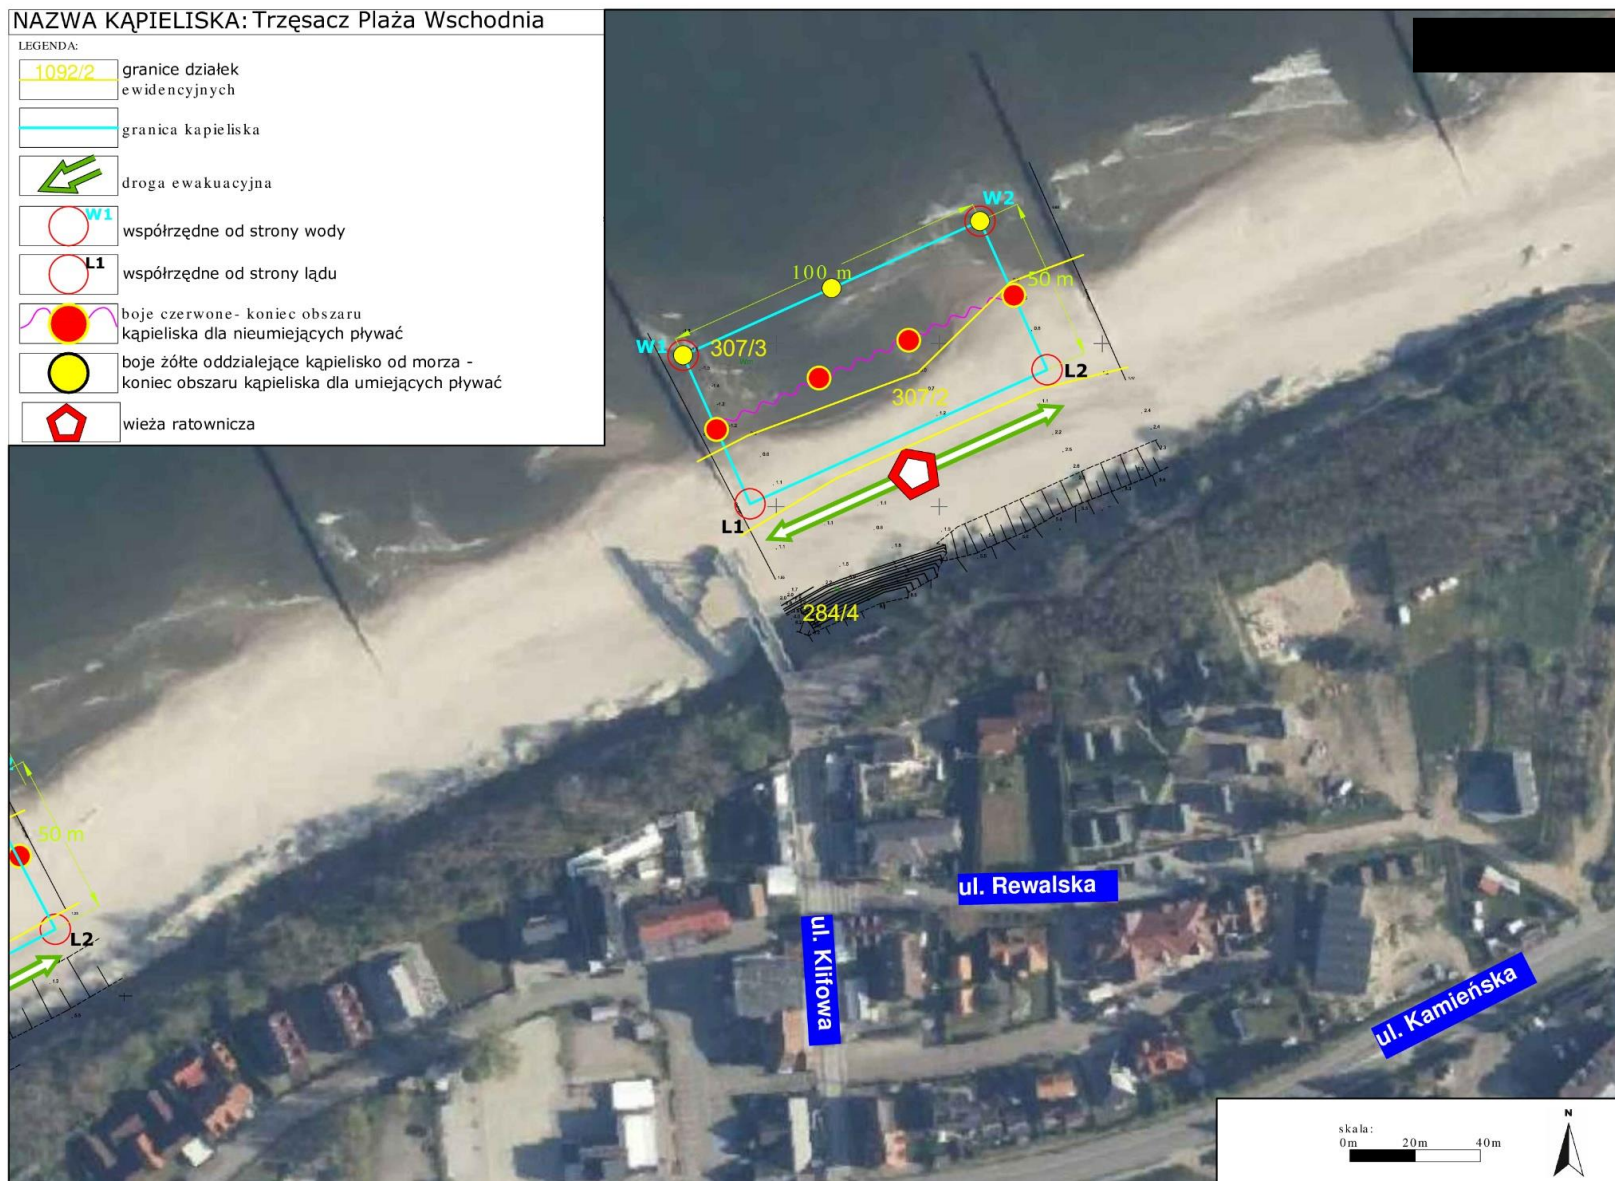 NAZWA KĄPIELISKA: Trzęsacz Plaża Wschodnia
LEGENDA:
1092/2
granice działek
ewidencyjnych
granica kapieliska
droga ewakuacyjna
W1
współrzędne od strony wody
L1
współrzędne od strony lądu
boje czerwone- koniec obszaru
kąpieliska dla nieumiejących pływać
boje żółte oddzialejące kąpielisko od morza -
koniec obszaru kąpieliska dla umiejących pływać
wieża ratownicza
W2
100 m
50 m
W1
307/3
L2
307/2
L1
284/4
50 m
L2
ul. Rewalska
ul. Klifowa
ul. Kamieńska
skala:
0m 20m 40m
N